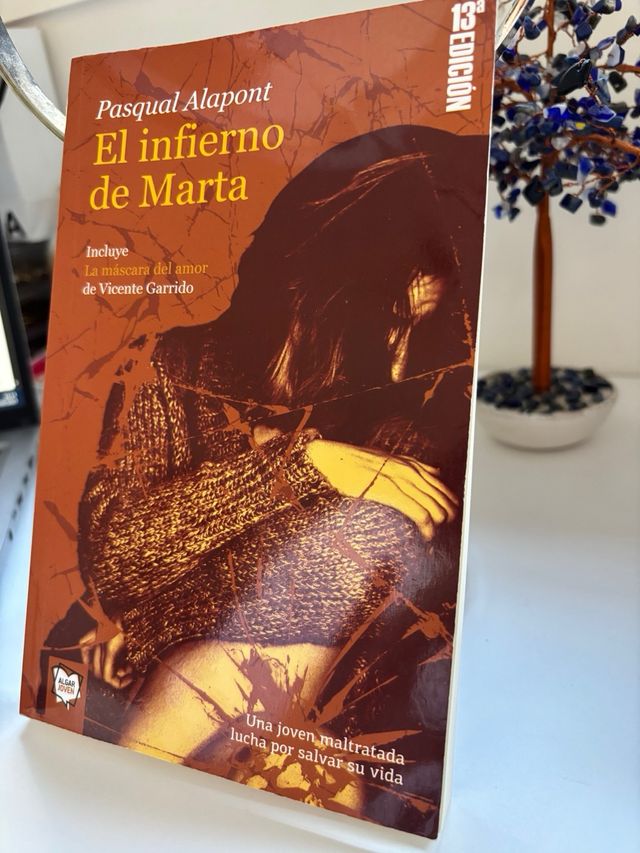 13ª EDICIÓN
Pasqual Alapont
El infierno
de Marta
Incluye
La máscara del amor
de Vicente Garrido
ALGAR
JOVEN
Una joven maltratada
lucha por salvar su vida